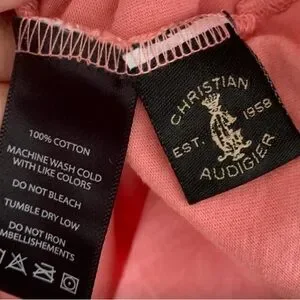 100% COTTON
MACHINE WASH COLD
WITH LIKE COLORS
DO NOT BLEACH
TUMBLE DRY LOW
DO NOT IRON
EMBELLISHMENTS
CHRISTIAN
EST. 1958
AUDIGIER